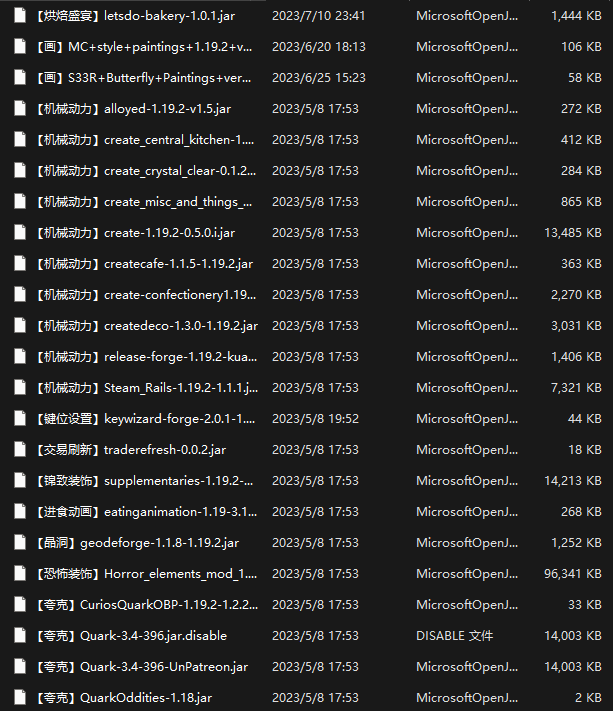 【烘焙盛宴】letsdo-bakery-1.0.1.jar 2023/7/10 23:41 MicrosoftOpenJ... 1,444 KB
【画】MC+style+paintings+1.19.2+v... 2023/6/20 18:13 MicrosoftOpenJ... 106 KB
【画】S33R+Butterfly+Paintings+ver... 2023/6/25 15:23 MicrosoftOpenJ... 58 KB
【机械动力】alloyed-1.19.2-v1.5.jar 2023/5/8 17:53 MicrosoftOpenJ... 272 KB
【机械动力】create_central_kitchen-1.... 2023/5/8 17:53 MicrosoftOpenJ... 412 KB
【机械动力】create_crystal_clear-0.1.2... 2023/5/8 17:53 MicrosoftOpenJ... 284 KB
【机械动力】create_misc_and_things_... 2023/5/8 17:53 MicrosoftOpenJ... 865 KB
【机械动力】create-1.19.2-0.5.0.i.jar 2023/5/8 17:53 MicrosoftOpenJ... 13,485 KB
【机械动力】createcafe-1.1.5-1.19.2.jar 2023/5/8 17:53 MicrosoftOpenJ... 363 KB
【机械动力】create-confectionery1.19... 2023/5/8 17:53 MicrosoftOpenJ... 2,270 KB
【机械动力】createdeco-1.3.0-1.19.2.jar 2023/5/8 17:53 MicrosoftOpenJ... 3,031 KB
【机械动力】release-forge-1.19.2-kua... 2023/5/8 17:53 MicrosoftOpenJ... 1,406 KB
【机械动力】Steam_Rails-1.19.2-1.1.1.j... 2023/5/8 17:53 MicrosoftOpenJ... 7,321 KB
【键位设置】keywizard-forge-2.0.1-1.... 2023/5/8 19:52 MicrosoftOpenJ... 44 KB
【交易刷新】traderefresh-0.0.2.jar 2023/5/8 17:53 MicrosoftOpenJ... 18 KB
【锦致装饰】supplementaries-1.19.2-... 2023/5/8 17:53 MicrosoftOpenJ... 14,213 KB
【进食动画】eatinganimation-1.19-3.1... 2023/5/8 17:53 MicrosoftOpenJ... 268 KB
【晶洞】geodeforge-1.1.8-1.19.2.jar 2023/5/8 17:53 MicrosoftOpenJ... 1,252 KB
【恐怖装饰】Horror_elements_mod_1.... 2023/5/8 17:53 MicrosoftOpenJ... 96,341 KB
【夸克】CuriosQuarkOBP-1.19.2-1.2.2... 2023/5/8 17:53 MicrosoftOpenJ... 33 KB
【夸克】Quark-3.4-396.jar.disable 2023/5/8 17:53 DISABLE 文件 14,003 KB
【夸克】Quark-3.4-396-UnPatreon.jar 2023/5/8 17:53 MicrosoftOpenJ... 14,003 KB
【夸克】QuarkOddities-1.18.jar 2023/5/8 17:53 MicrosoftOpenJ... 2 KB